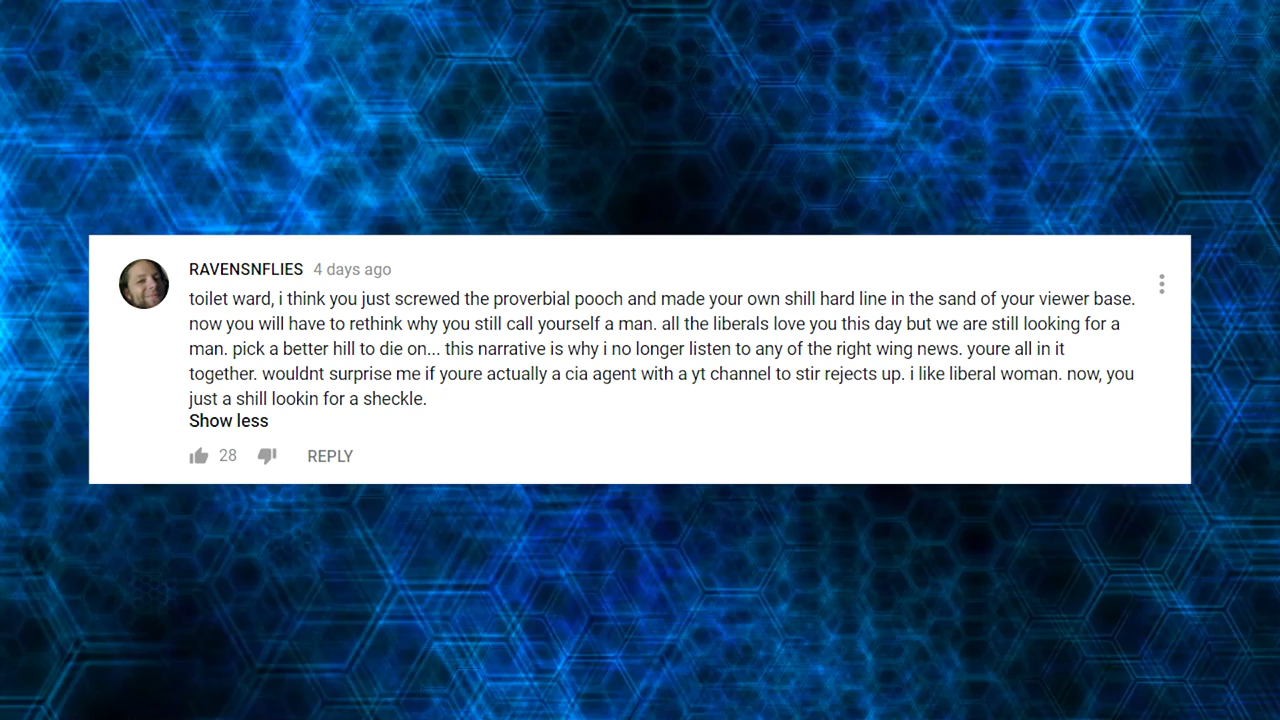 RAVENSNFLIES 4 days ago
toilet ward, i think you just screwed the proverbial pooch and made your own shill hard line in the sand of your viewer base.
now you will have to rethink why you still call yourself a man. all the liberals love you this day but we are still looking for a
man. pick a better hill to die on... this narrative is why i no longer listen to any of the right wing news. youre all in it
together. wouldnt surprise me if youre actually a cia agent with a yt channel to stir rejects up. i like liberal woman. now, you
just a shill lookin for a sheckle.
Show less
28 REPLY